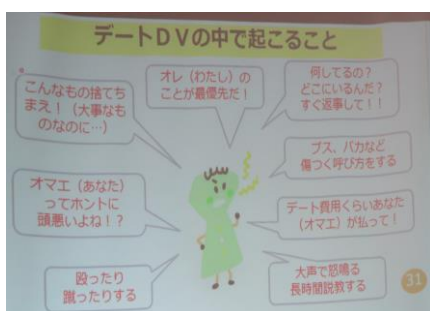 デートDVの中で起こること
こんなもの捨てち
まえ！（大事なも
のなのに…）
オレ（わたし）の
ことが最優先だ！
何してるの？
どこにいるんだ？
すぐ返事して！！
ブス、バカなど
傷つく呼び方をする
オマエ（あなた）
ってホントに
頭悪いよね！？
デート費用くらいあなた
（オマエ）が払って！
殴ったり
蹴ったりする
大声で怒鳴る
長時間説教する
31